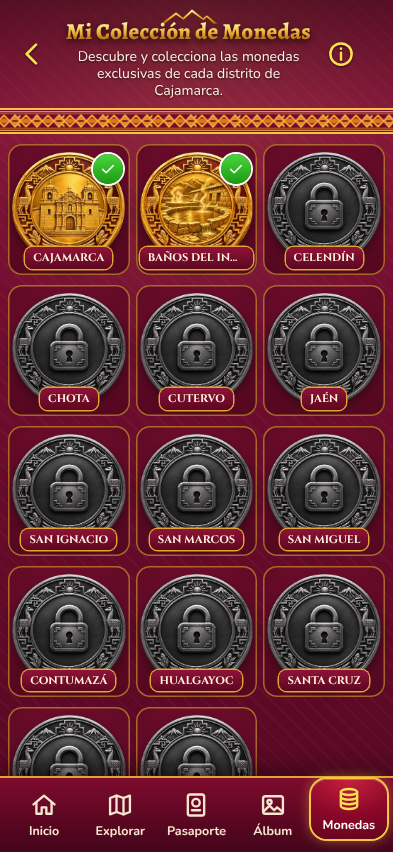 Mi Colección de Monedas
Descubre y colecciona las monedas
exclusivas de cada distrito de
Cajamarca.
CAJAMARCA
BAÑOS DEL IN...
CELENDÍN
CHOTA
CUTERVO
JAÉN
SAN IGNACIO
SAN MARCOS
SAN MIGUEL
CONTUMAZÁ
HUALGAYOC
SANTA CRUZ
Inicio
Explorar
Pasaporte
Álbum
Monedas